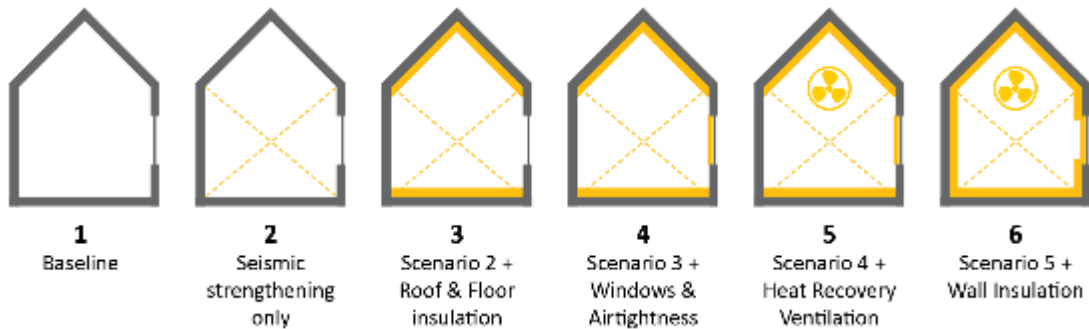 1
Baseline
2
Seismic
strengthening
only
3
Scenario 2 +
Roof & Floor
insulation
4
Scenario 3 +
Windows &
Airtightness
5
Scenario 4 +
Heat Recovery
Ventilation
6
Scenario 5 +
Wall Insulation